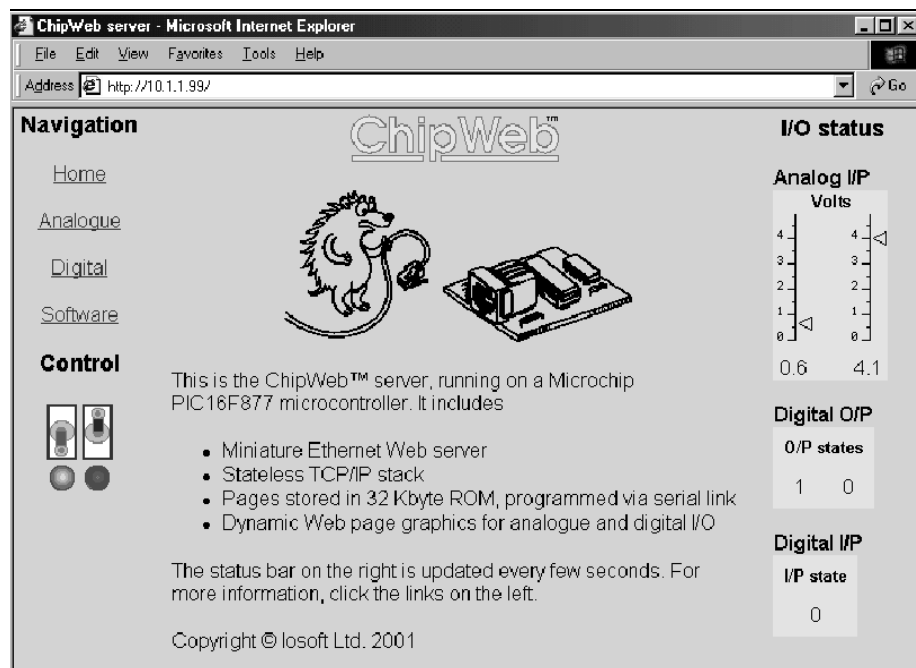 ChipWeb server - Microsoft Internet Explorer
File Edit View Favorites Tools Help
Address http://10.1.1.99/ Go
Navigation
Home
Analogue
Digital
Software
Control
ChipWeb™
This is the ChipWeb™ server, running on a Microchip
PIC16F877 microcontroller. It includes
• Miniature Ethernet Web server
• Stateless TCP/IP stack
• Pages stored in 32 Kbyte ROM, programmed via serial link
• Dynamic Web page graphics for analogue and digital I/O
The status bar on the right is updated every few seconds. For
more information, click the links on the left.
Copyright © Iosoft Ltd. 2001
I/O status
Analog I/P
Volts
4 4
3 3
2 2
1 1
0 0
0.6 4.1
Digital O/P
O/P states
1 0
Digital I/P
I/P state
0